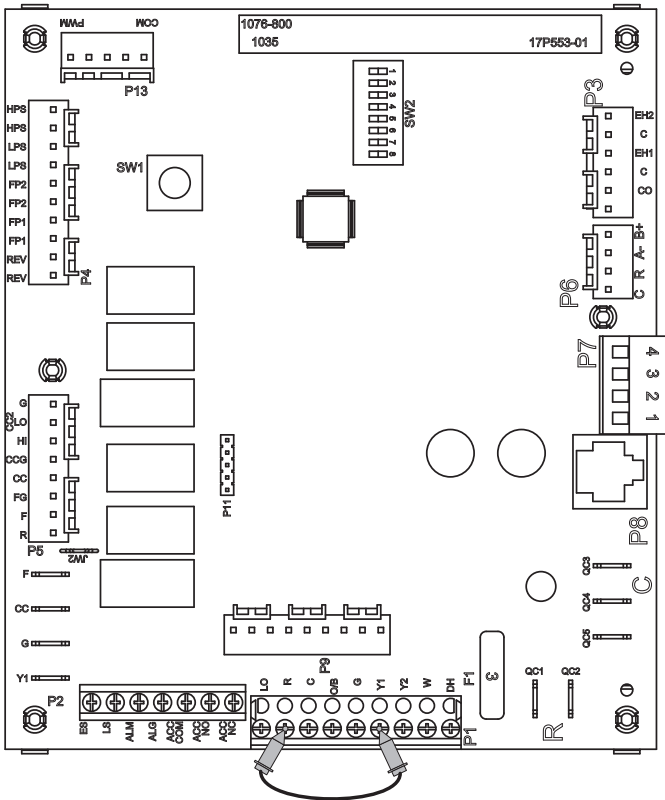 PWM
COM
P13
1076-800
1035
17P553-01
1
2
3
4
5
6
7
8
SW2
P3
EH2
C
EH1
C
CO
HPS
HPS
LPS
LPS
FP2
FP2
FP1
FP1
REV
REV
P4
SW1
B+
A-
R
C
P6
P7
4
3
2
1
G
CC2
LO
HI
CCG
CC
FG
F
R
P5
JW2
P11
P8
F
CC
G
Y1
P2
QC3
QC4
QC5
C
P9
ES
LS
ALM
ALG
ACC COM
ACC NO
ACC NC
LO
R
C
O/B
G
Y1
Y2
W
DH
P1
F1
3
QC1
QC2
R